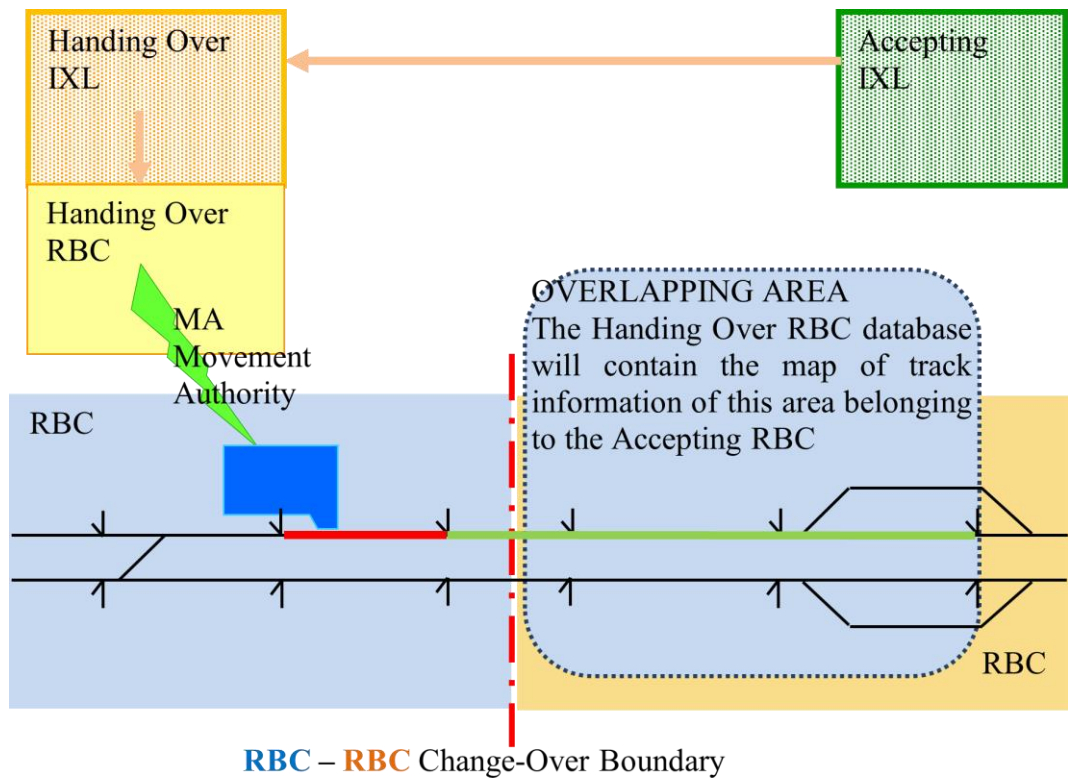 Handing Over
IXL
Accepting
IXL
Handing Over
RBC
MA
Movement
Authority
OVERLAPPING AREA
The Handing Over RBC database
will contain the map of track
information of this area belonging
to the Accepting RBC
RBC
RBC
RBC – RBC Change-Over Boundary